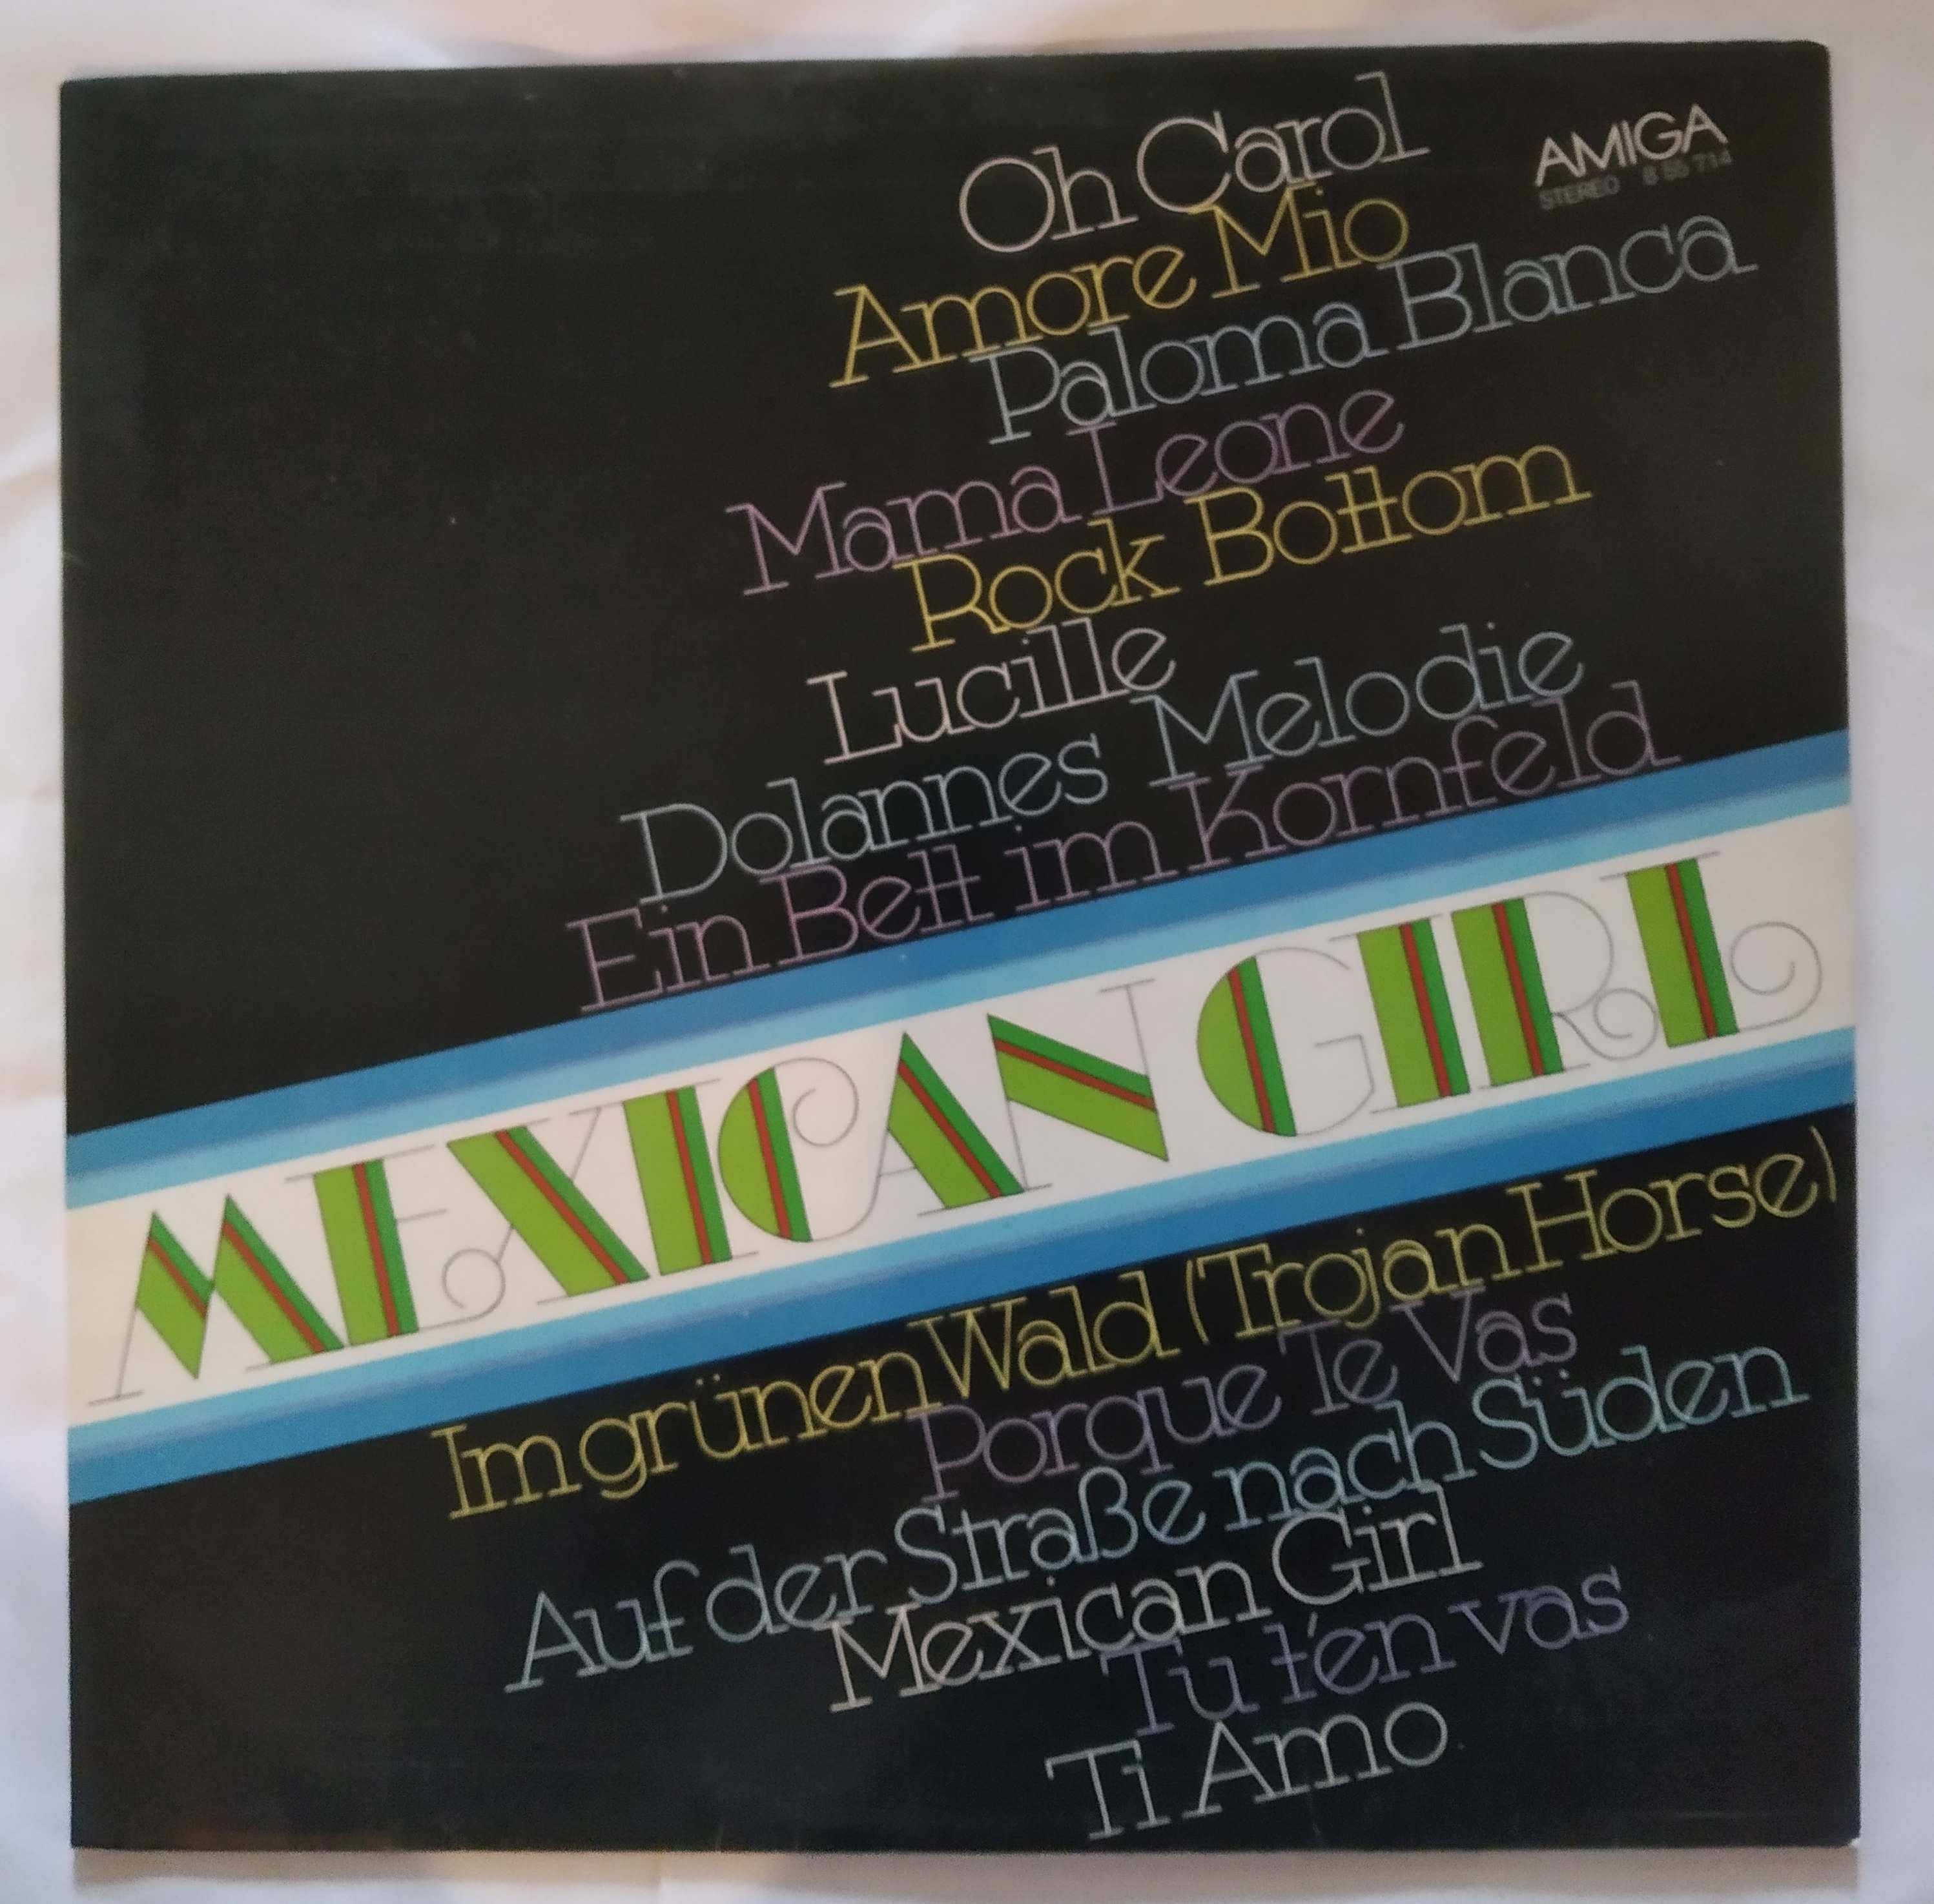 Oh Carol
AMIGA
STEREO 8 55 714
Amore Mio
Paloma Blanca
Mama Leone
Rock Bottom
Lucille
Dolannes Melodie
Ein Bett im Kornfeld
MEXICAN GIRL
Im grünen Wald (Trojan Horse)
Porque Te Vas
Auf der Straße nach Süden
Mexican Girl
Tu t'en vas
Ti Amo